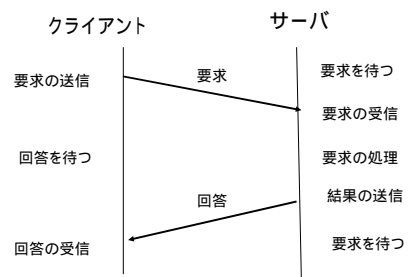 クライアント
サーバ
要求の送信
要求
要求を待つ
要求の受信
回答を待つ
要求の処理
回答
結果の送信
回答の受信
要求を待つ